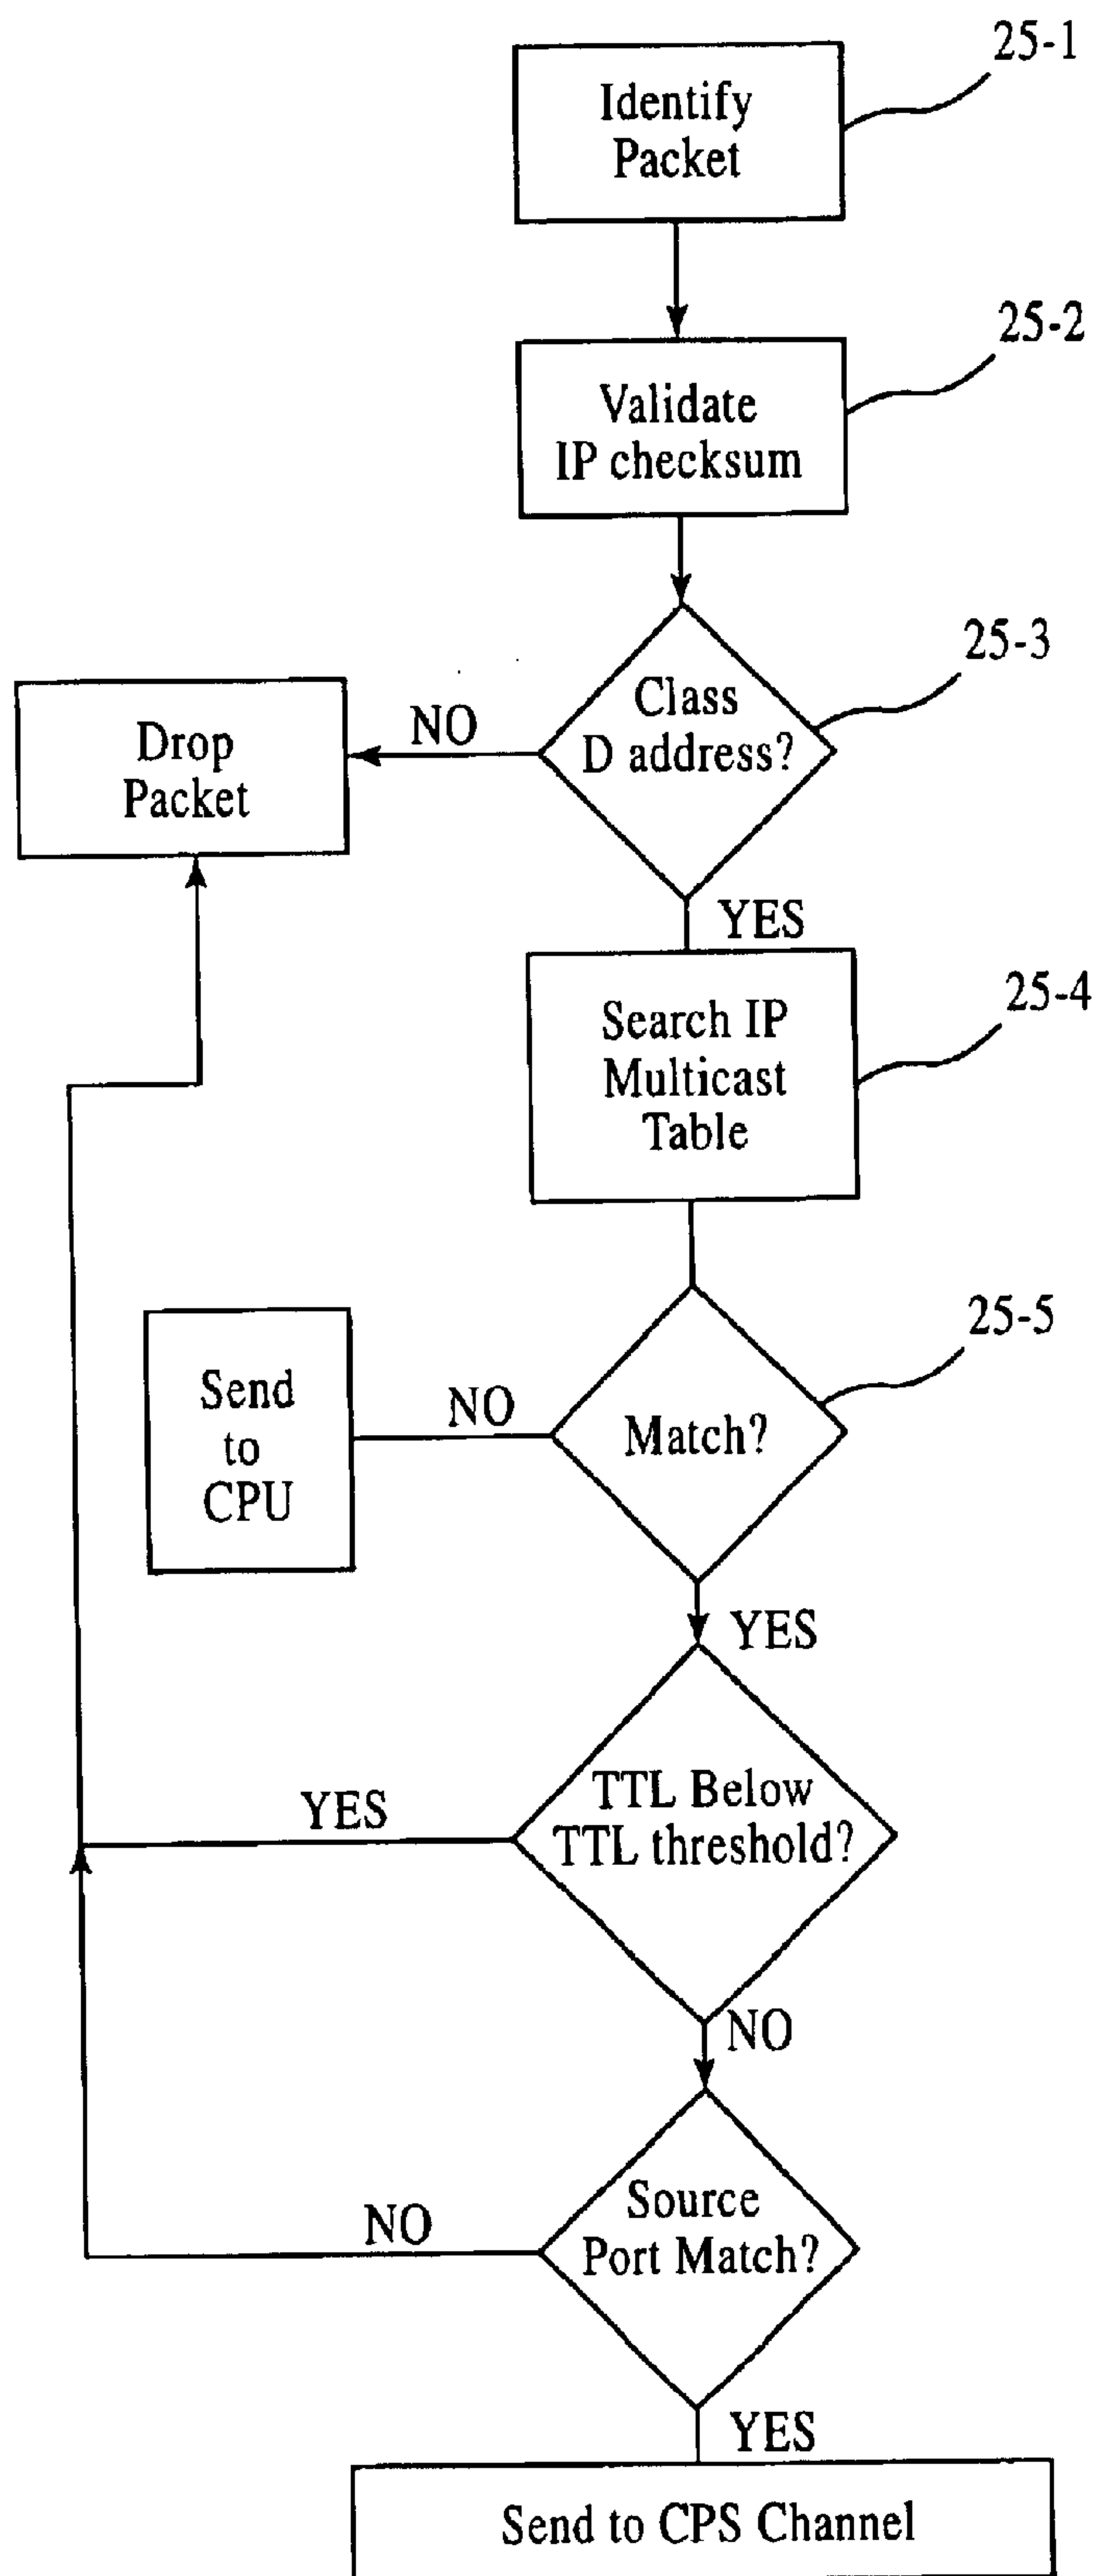 25-1
Identify
Packet
25-2
Validate
IP checksum
25-3
Class
D address?
NO
Drop
Packet
YES
25-4
Search IP
Multicast
Table
25-5
Match?
NO
Send
to
CPU
YES
TTL Below
TTL threshold?
YES
NO
Source
Port Match?
NO
YES
Send to CPS Channel